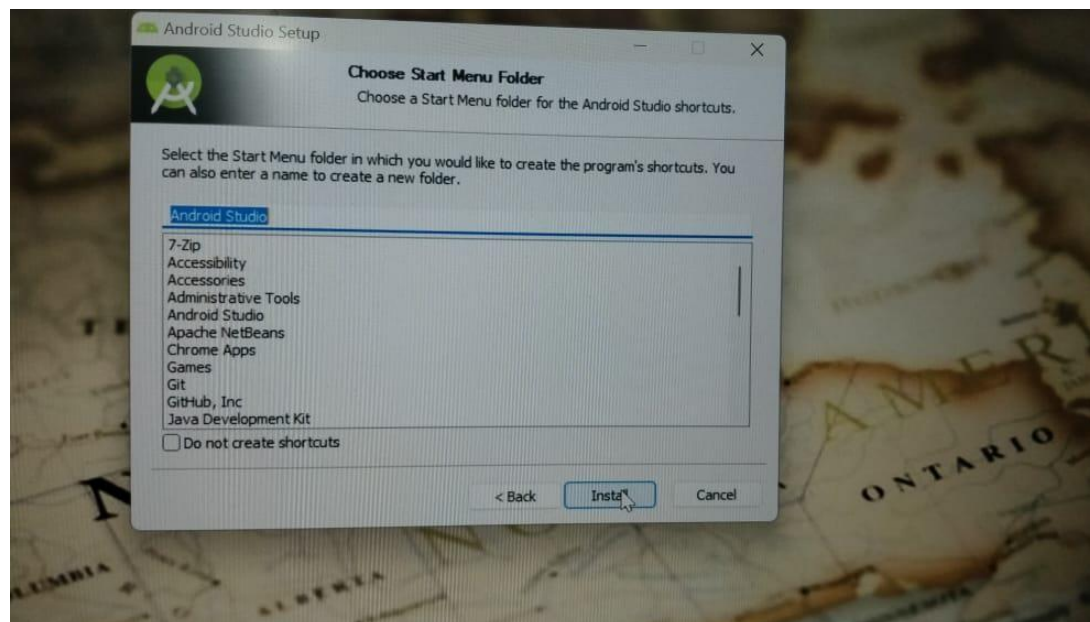 Android Studio Setup
Choose Start Menu Folder
Choose a Start Menu folder for the Android Studio shortcuts.
Select the Start Menu folder in which you would like to create the program's shortcuts. You
can also enter a name to create a new folder.
Android Studio
7-Zip
Accessibility
Accessories
Administrative Tools
Android Studio
Apache NetBeans
Chrome Apps
Games
Git
GitHub, Inc
Java Development Kit
Do not create shortcuts
< Back
Install
Cancel
ONTARIO
ALBERTA